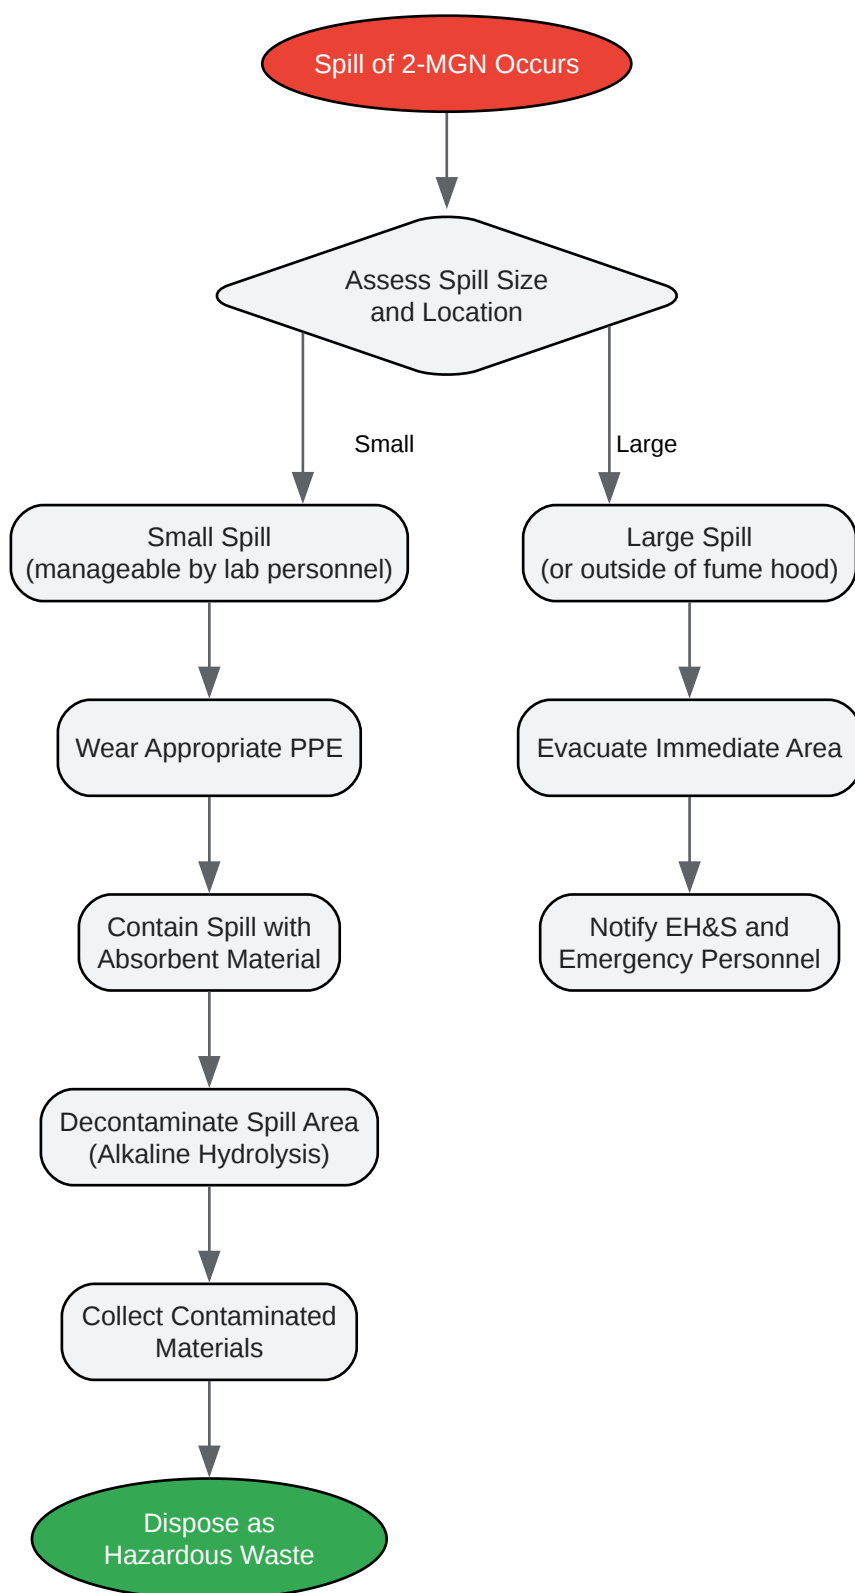 Spill of 2-MGN Occurs
Assess Spill Size
and Location
Small
Large
Small Spill
(manageable by lab personnel)
Large Spill
(or outside of fume hood)
Wear Appropriate PPE
Evacuate Immediate Area
Contain Spill with
Absorbent Material
Notify EH&S and
Emergency Personnel
Decontaminate Spill Area
(Alkaline Hydrolysis)
Collect Contaminated
Materials
Dispose as
Hazardous Waste